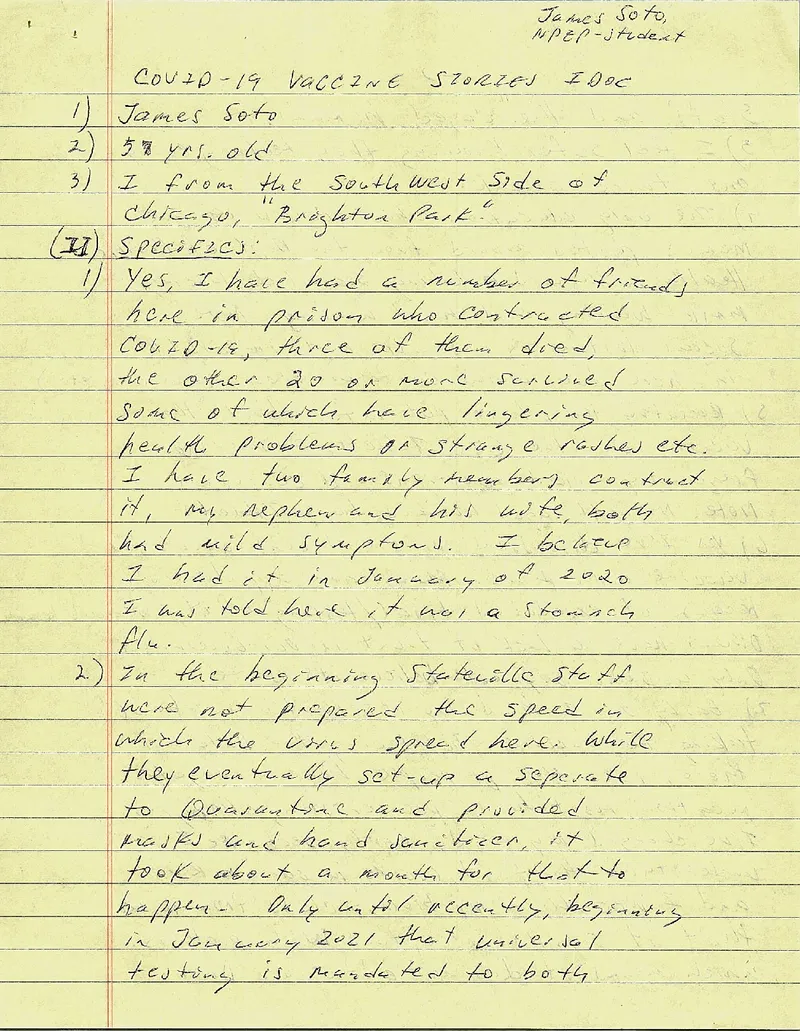 James Soto,
NPEP-student
COVID-19 VACCINE STORIES IDOC
1) James Soto
2) 58 yrs. old
3) I from the Southwest Side of
Chicago, "Brighton Park".
(II) Specifics:
1) Yes, I have had a number of friends
here in prison who contracted
COVID-19, three of them died,
the other 20 or more survived
some of which have lingering
health problems or strange rashes etc.
I have two family members contract
it, my nephew and his wife, both
had mild symptons. I believe
I had it in January of 2020
I was told here it was a Stomach
flu.
2) In the beginning Stateville Staff
were not prepared the speed in
which the virus spread here. While
they eventually set-up a seperate
to Quarantine and provided
masks and hand sanitizer, it
took about a month for that to
happen- Only until recently, beginning
in January 2021 that universal
testing is mandated to both